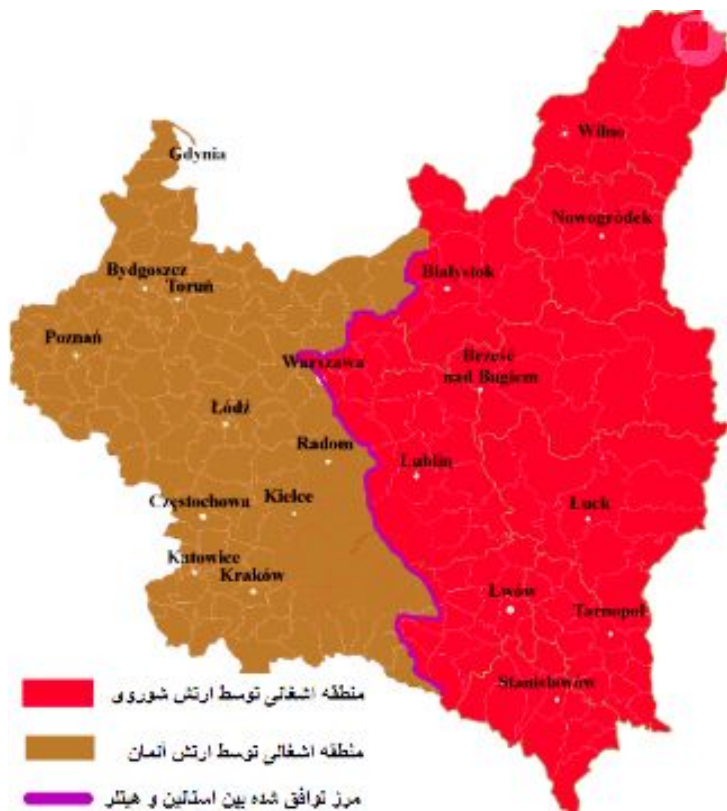 Gdynia
Wilno
Nowogródek
Bydgoszcz
Toruń
Białystok
Poznań
Warszawa
Brześć
nad Bugiem
Łódź
Radom
Lublin
Częstochowa
Kielce
Łuck
Katowice
Kraków
Lwów
Tarnopol
Stanisławów
منطقه اشغالی توسط ارتش شوروی
منطقه اشغالی توسط ارتش آلمان
مرز توافق شده بین استالین و هیتلر